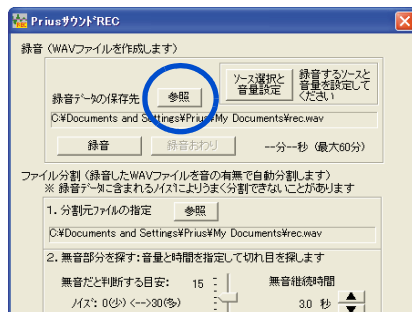 PriusｻｳﾝﾄﾞREC
録音（WAVファイルを作成します）
録音ﾃﾞｰﾀの保存先 参照 ソース選択と音量設定 録音するソースと音量を設定してください
C:¥Documents and Settings¥Prius¥My Documents¥rec.wav
録音 録音おわり --分--秒（最大60分）
ファイル分割（録音したWAVファイルを音の有無で自動分割します）
※ 録音ﾃﾞｰﾀに含まれるﾉｲｽﾞによりうまく分割できないことがあります
1. 分割元ﾌｧｲﾙの指定 参照
C:¥Documents and Settings¥Prius¥My Documents¥rec.wav
2. 無音部分を探す：音量と時間を指定して切れ目を探します
無音だと判断する目安： 15 無音継続時間
ﾉｲｽﾞ：0(少) <-->30(多) 3.0 秒